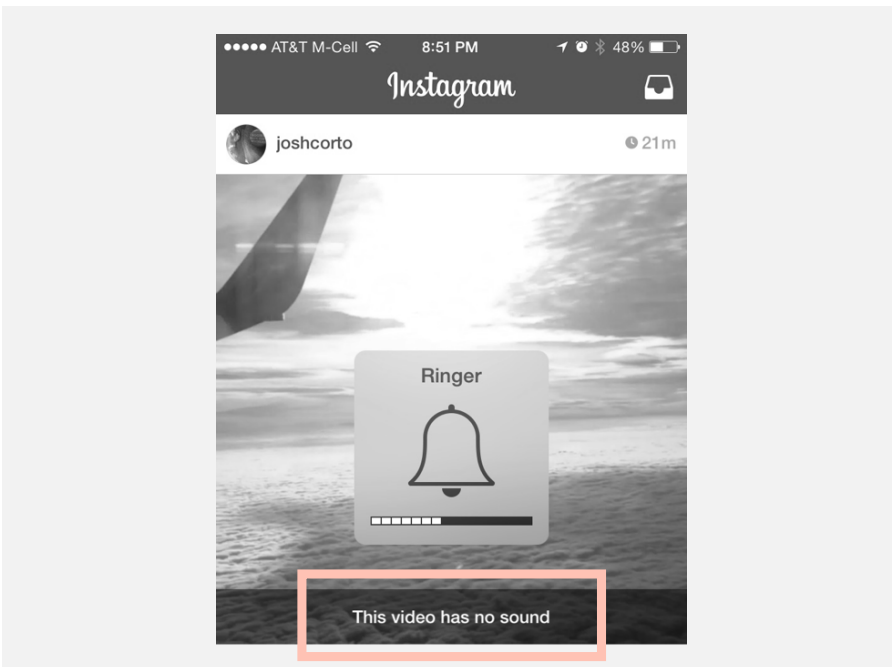 AT&T M-Cell 8:51 PM 48%
Instagram
joshcorto 21m
Ringer
This video has no sound